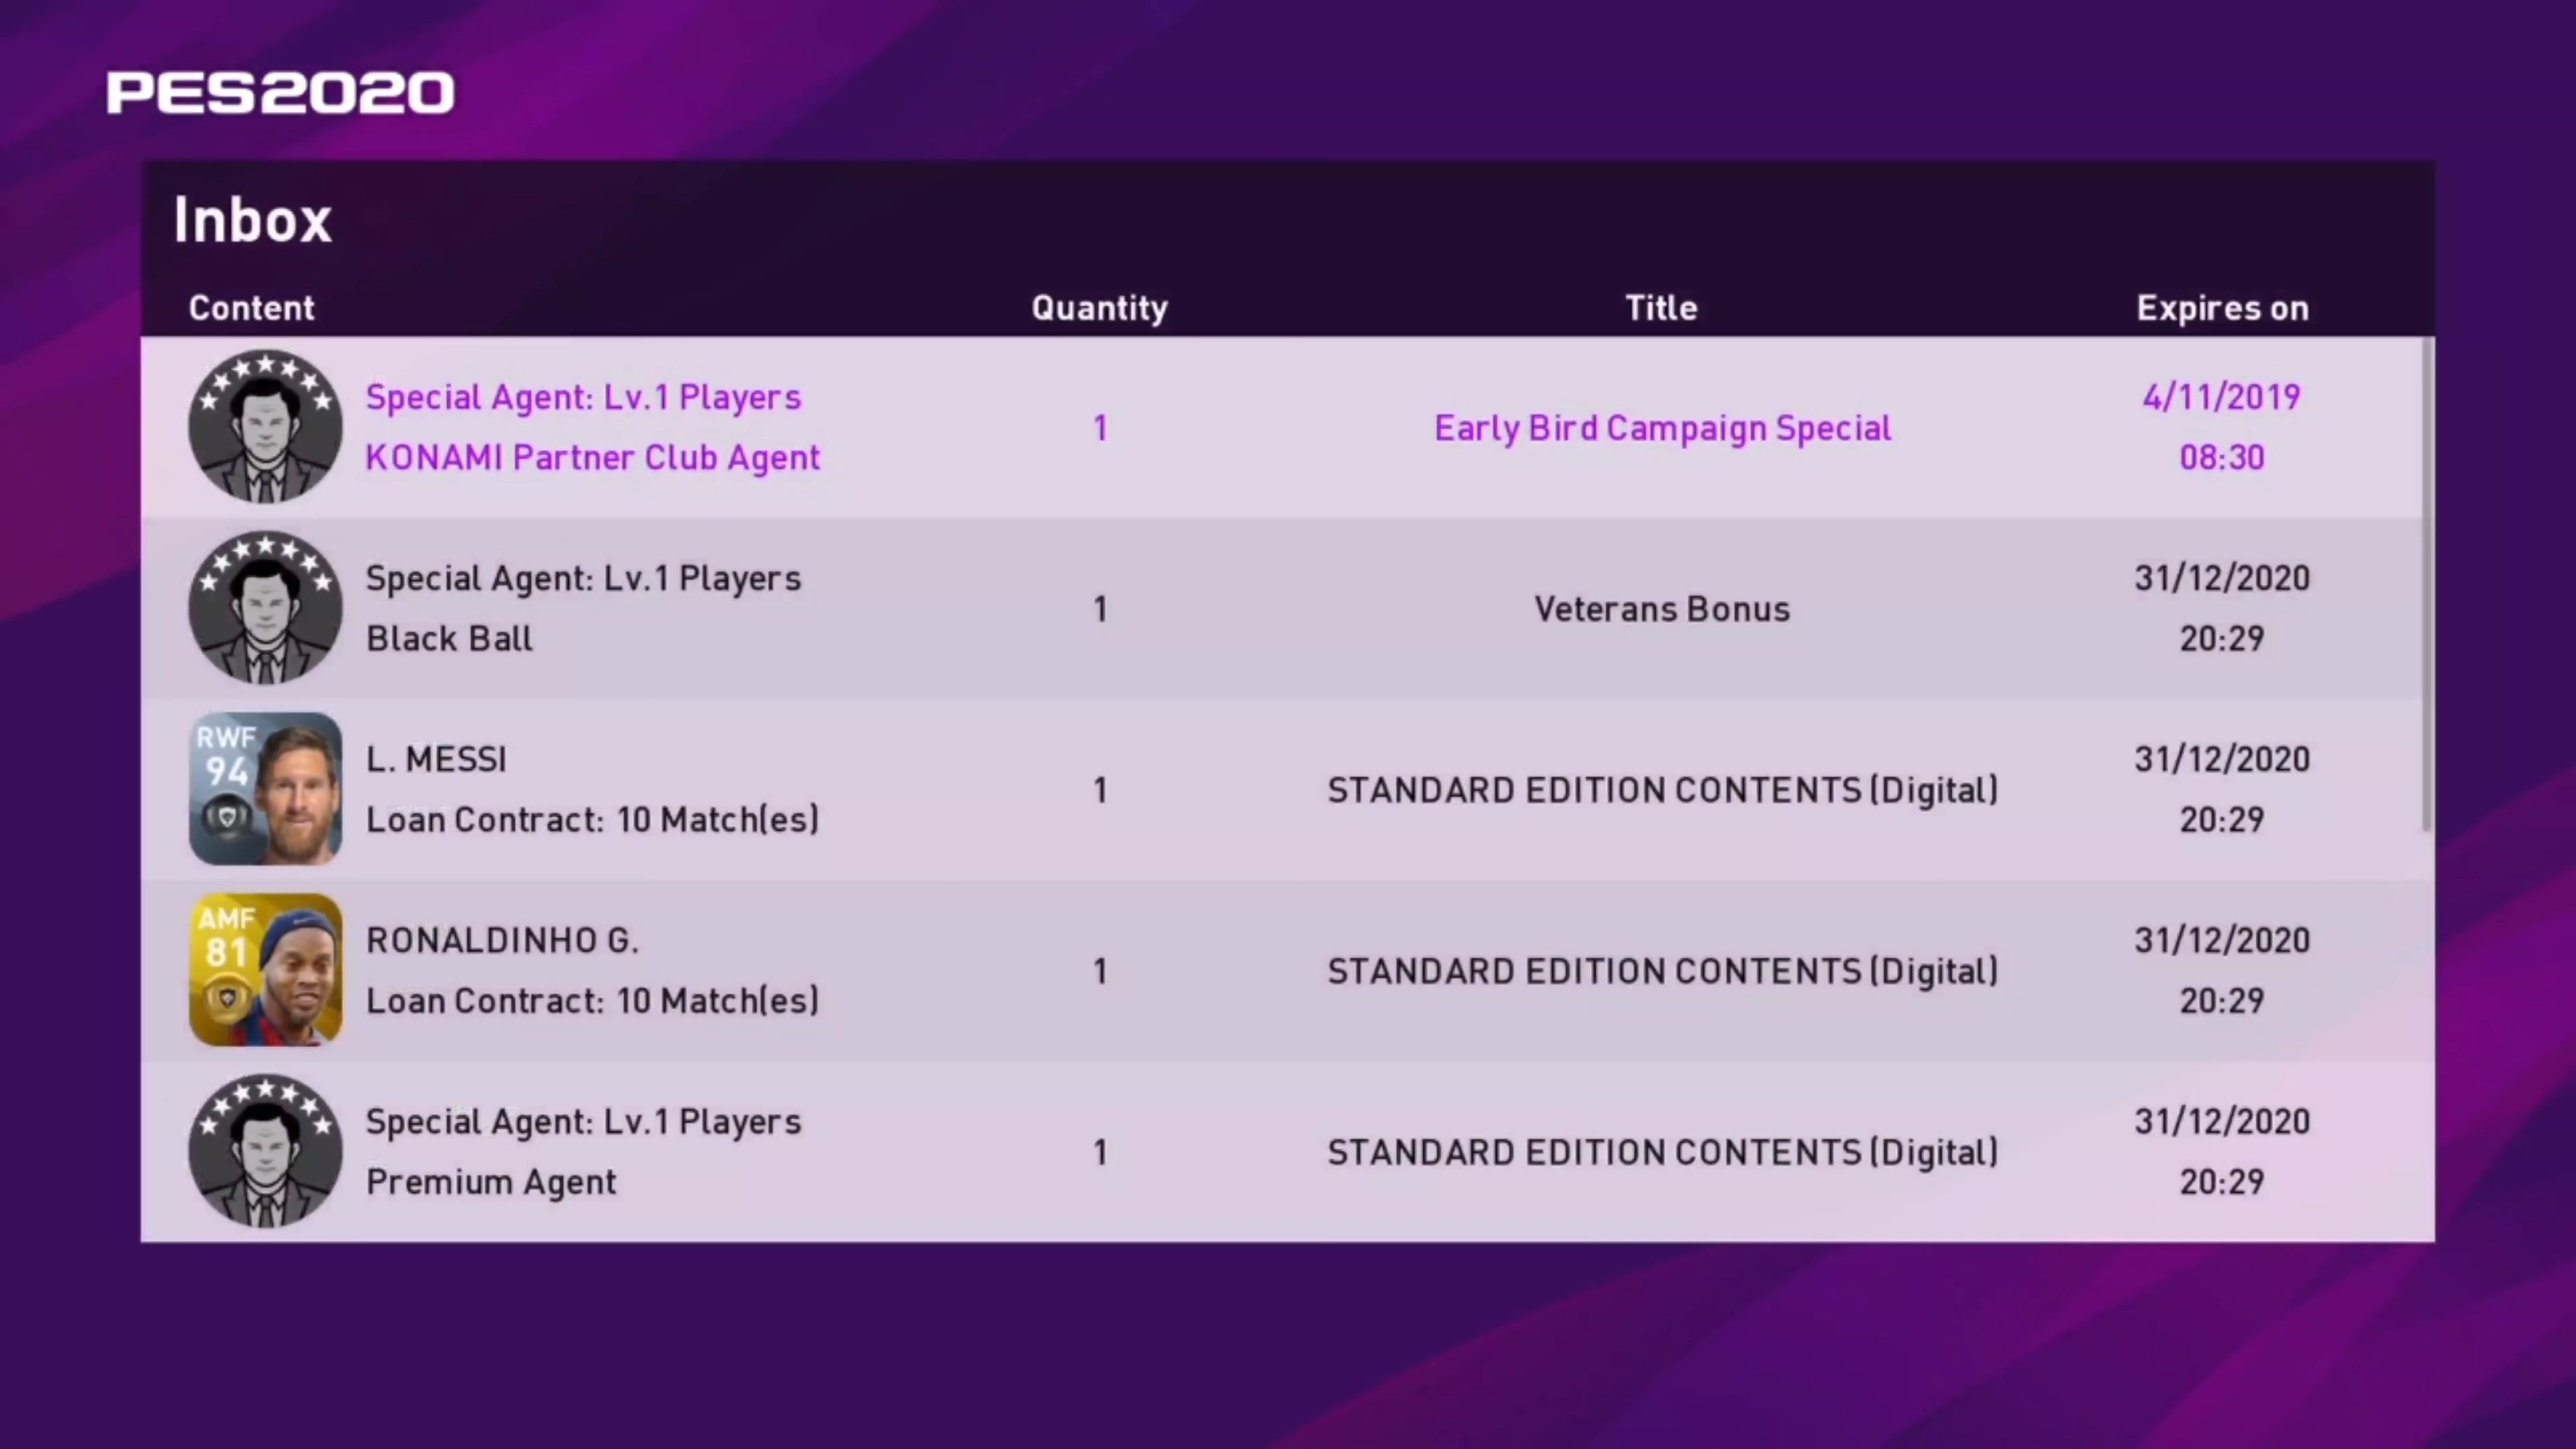 PES2020
Inbox
Content Quantity Title Expires on
Special Agent: Lv.1 Players
KONAMI Partner Club Agent
1
Early Bird Campaign Special
4/11/2019
08:30
Special Agent: Lv.1 Players
Black Ball
1
Veterans Bonus
31/12/2020
20:29
RWF
94
L. MESSI
Loan Contract: 10 Match(es)
1
STANDARD EDITION CONTENTS (Digital)
31/12/2020
20:29
AMF
81
RONALDINHO G.
Loan Contract: 10 Match(es)
1
STANDARD EDITION CONTENTS (Digital)
31/12/2020
20:29
Special Agent: Lv.1 Players
Premium Agent
1
STANDARD EDITION CONTENTS (Digital)
31/12/2020
20:29